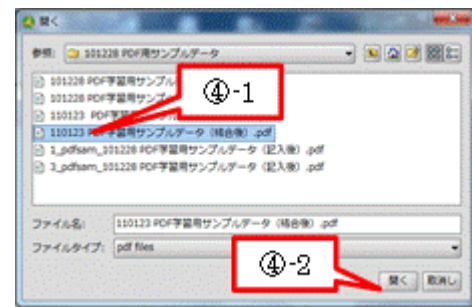 開く
参照: 101228 PDF用サンプルデータ
101228 PDF学習用サンプル
101228 PDF学習用サンプル
110123 PDF
④-1
110123 PDF学習用サンプルデータ（結合後）.pdf
1_pdfsam_101228 PDF学習用サンプルデータ（記入後）.pdf
3_pdfsam_101228 PDF学習用サンプルデータ（記入後）.pdf
ファイル名: 110123 PDF学習用サンプルデータ（結合後）.pdf
ファイルタイプ: pdf files
④-2
開く 取消し